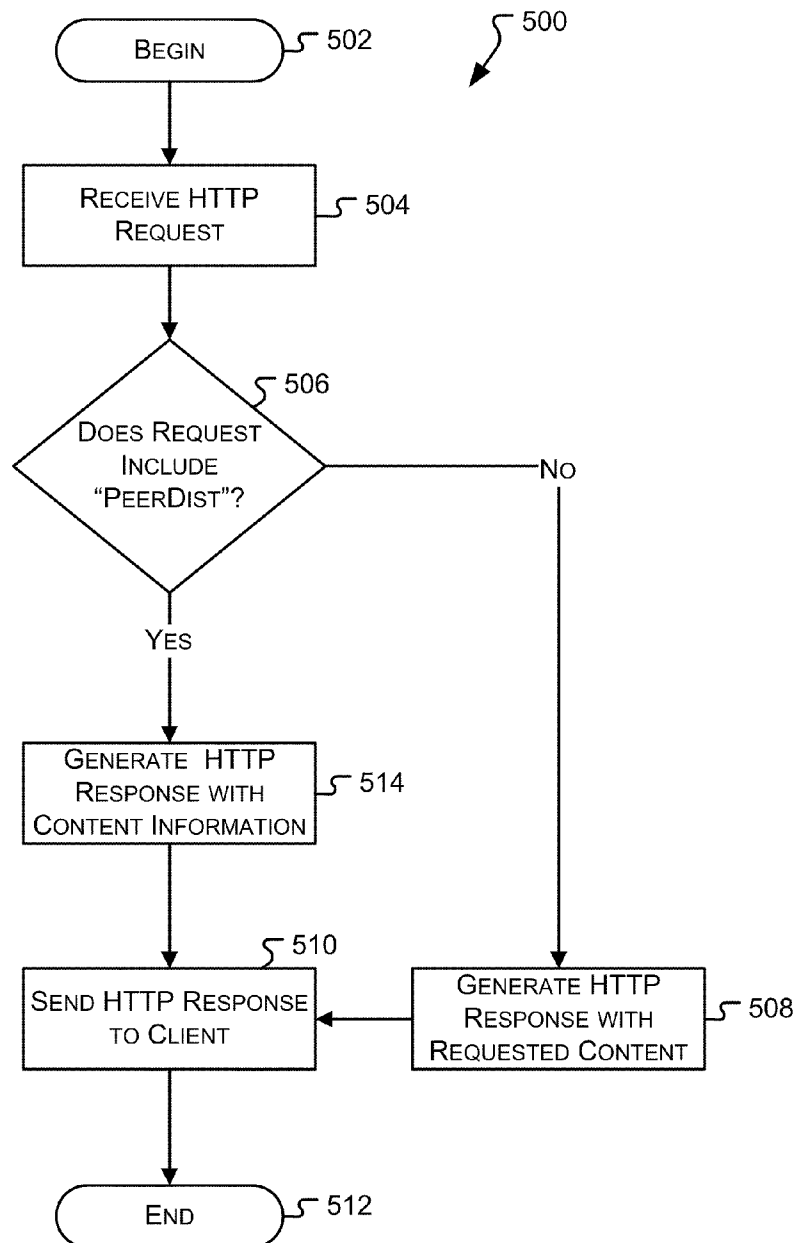 500
BEGIN
502
RECEIVE HTTP
REQUEST
504
506
DOES REQUEST
INCLUDE
“PEERDIST”?
NO
YES
GENERATE HTTP
RESPONSE WITH
CONTENT INFORMATION
514
510
SEND HTTP RESPONSE
TO CLIENT
GENERATE HTTP
RESPONSE WITH
REQUESTED CONTENT
508
END
512